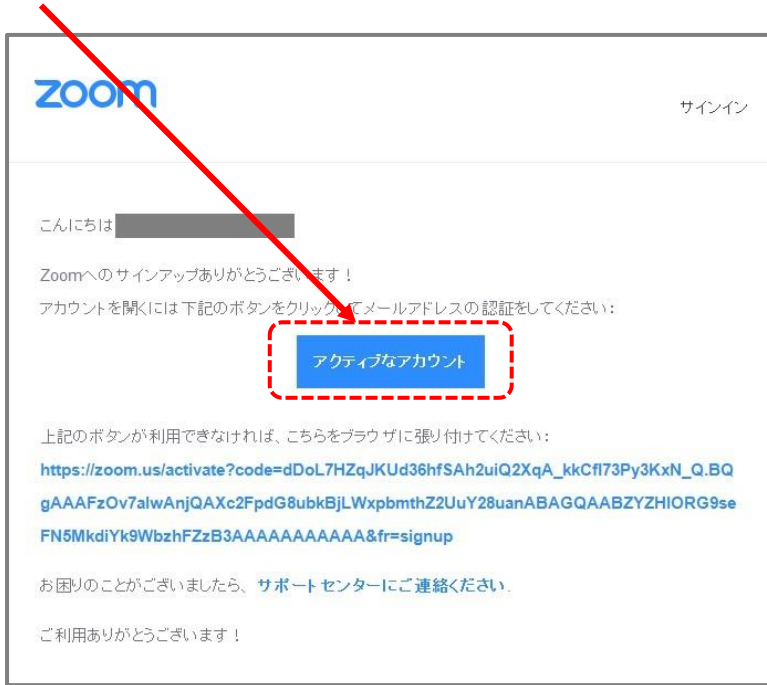 zoom
サインイン
こんにちは
Zoomへのサインアップありがとうございます！
アカウントを開くには下記のボタンをクリックしてメールアドレスの認証をしてください：
アクティブなアカウント
上記のボタンが利用できなければ、こちらをブラウザに張り付けてください：
https://zoom.us/activate?code=dDoL7HZqJKUd36hfSAh2uiQ2XqA_kkCfl73Py3KxN_Q.BQ
gAAAFzOv7alwAnjQAXc2FpdG8ubkBjLWxpbmthZ2UuY28uanABAGQAABZYZHlORG9se
FN5MkdiYk9WbzhFZzB3AAAAAAAAAAA&fr=signup
お困りのことがございましたら、サポートセンターにご連絡ください.
ご利用ありがとうございます！